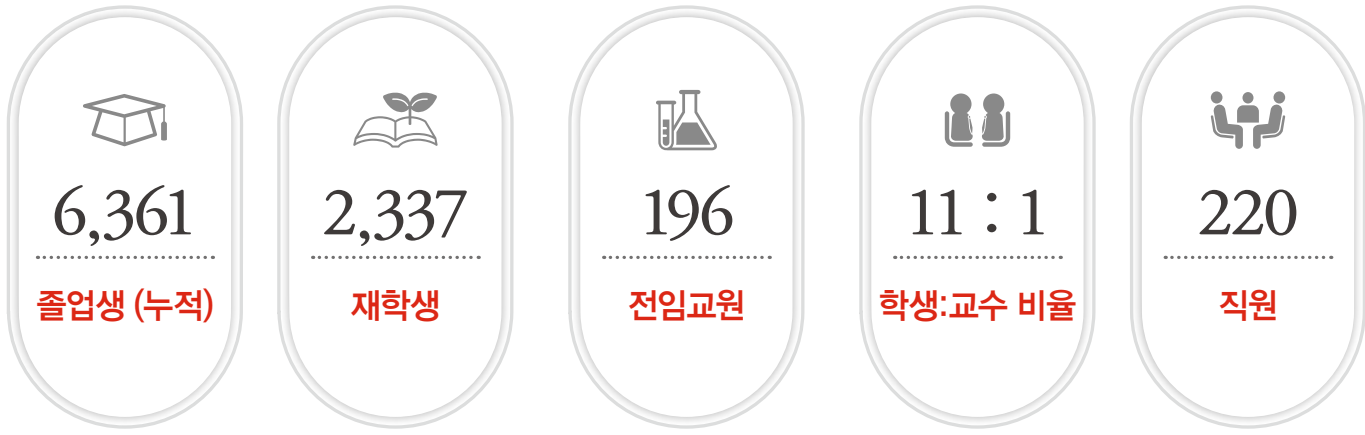 6,361
졸업생 (누적)
2,337
재학생
196
전임교원
11 : 1
학생:교수 비율
220
직원